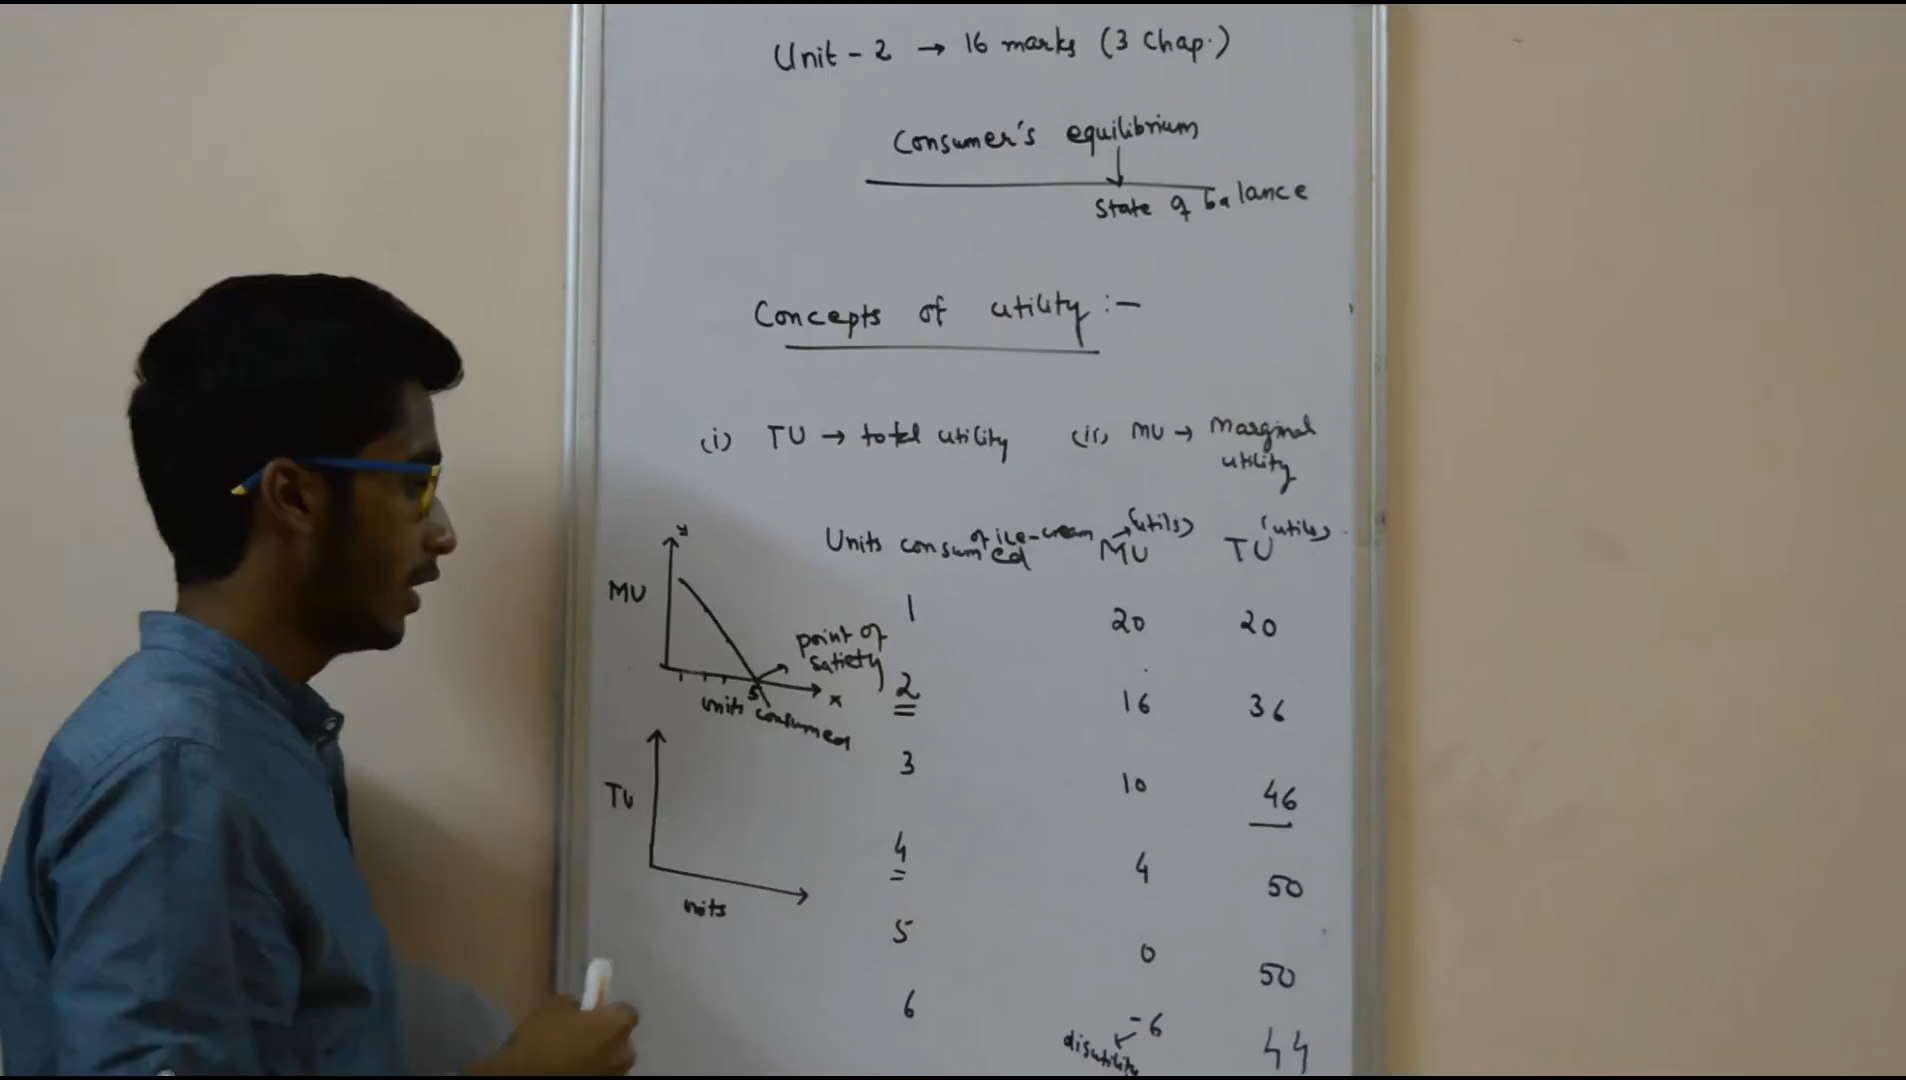 Unit - 2 → 16 marks (3 Chap.)
Consumer's equilibrium
State of balance
Concepts of utility :-
(i) TU → total utility (ii) MU → Marginal utility
Units consumed of ice-cream MU → (utils) TU (utils)
1 20 20
2 16 36
3 10 46
4 4 50
5 0 50
6 -6 44
disutility
y
MU
point of satiety
5
x
units consumed
TU
units